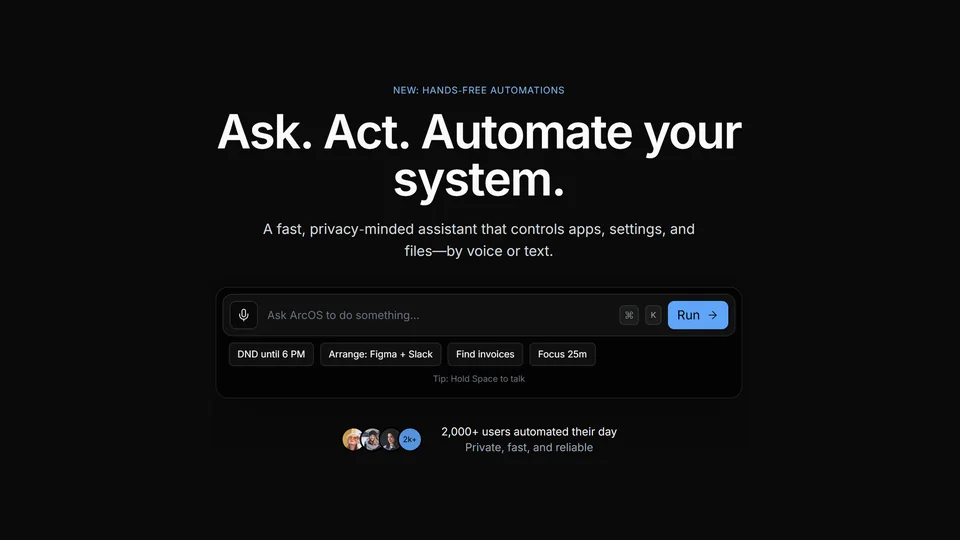 NEW: HANDS-FREE AUTOMATIONS
Ask. Act. Automate your
system.
A fast, privacy-minded assistant that controls apps, settings, and
files—by voice or text.
Ask ArcOS to do something...
⌘ K Run →
DND until 6 PM Arrange: Figma + Slack Find invoices Focus 25m
Tip: Hold Space to talk
2k+
2,000+ users automated their day
Private, fast, and reliable